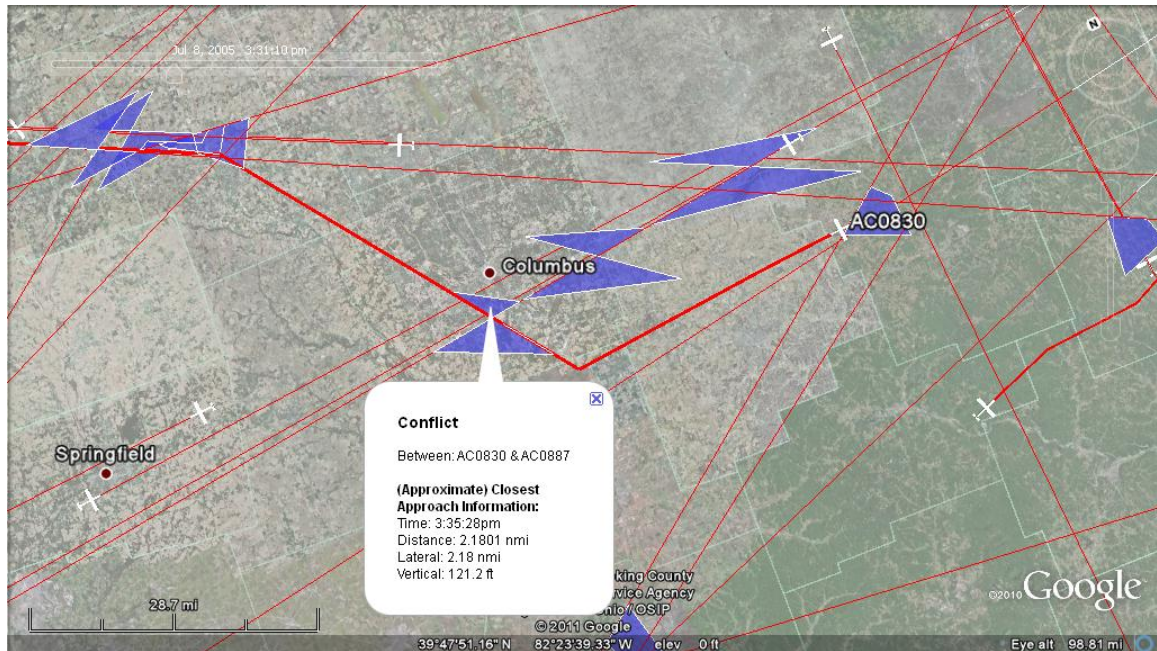 Jul 8, 2005 3:31:10 pm
N
AC0830
Columbus
Springfield
Conflict
Between: AC0830 & AC0887
(Approximate) Closest
Approach Information:
Time: 3:35:28pm
Distance: 2.1801 nmi
Lateral: 2.18 nmi
Vertical: 121.2 ft
king County
rvice Agency
Ohio/OSIP
© 2011 Google
28.7 mi
©2010 Google
39°47'51.16" N 82°23'39.33" W elev 0 ft
Eye alt 98.81 mi